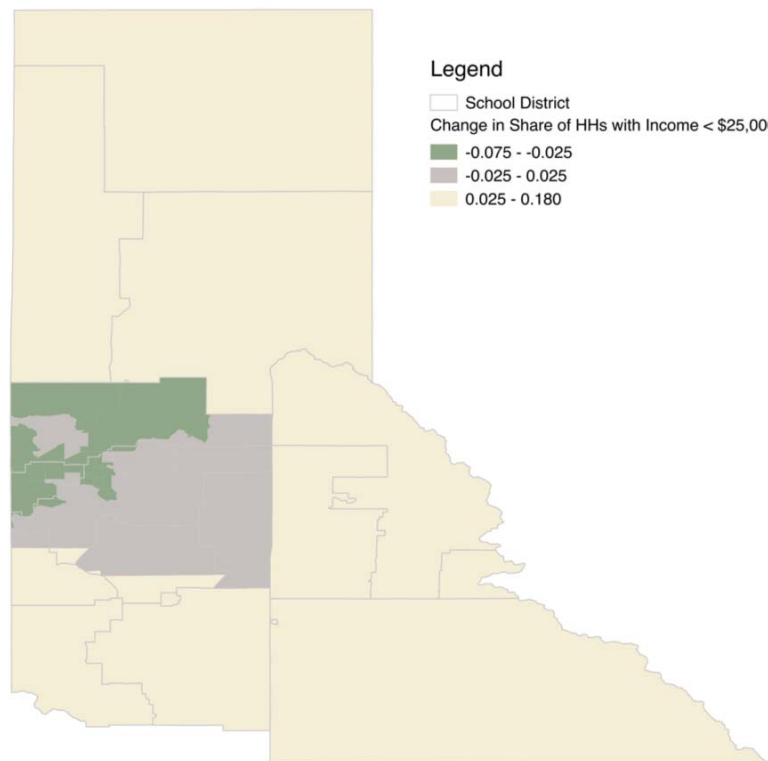 Legend
School District
Change in Share of HHs with Income < $25,00
-0.075 - -0.025
-0.025 - 0.025
0.025 - 0.180